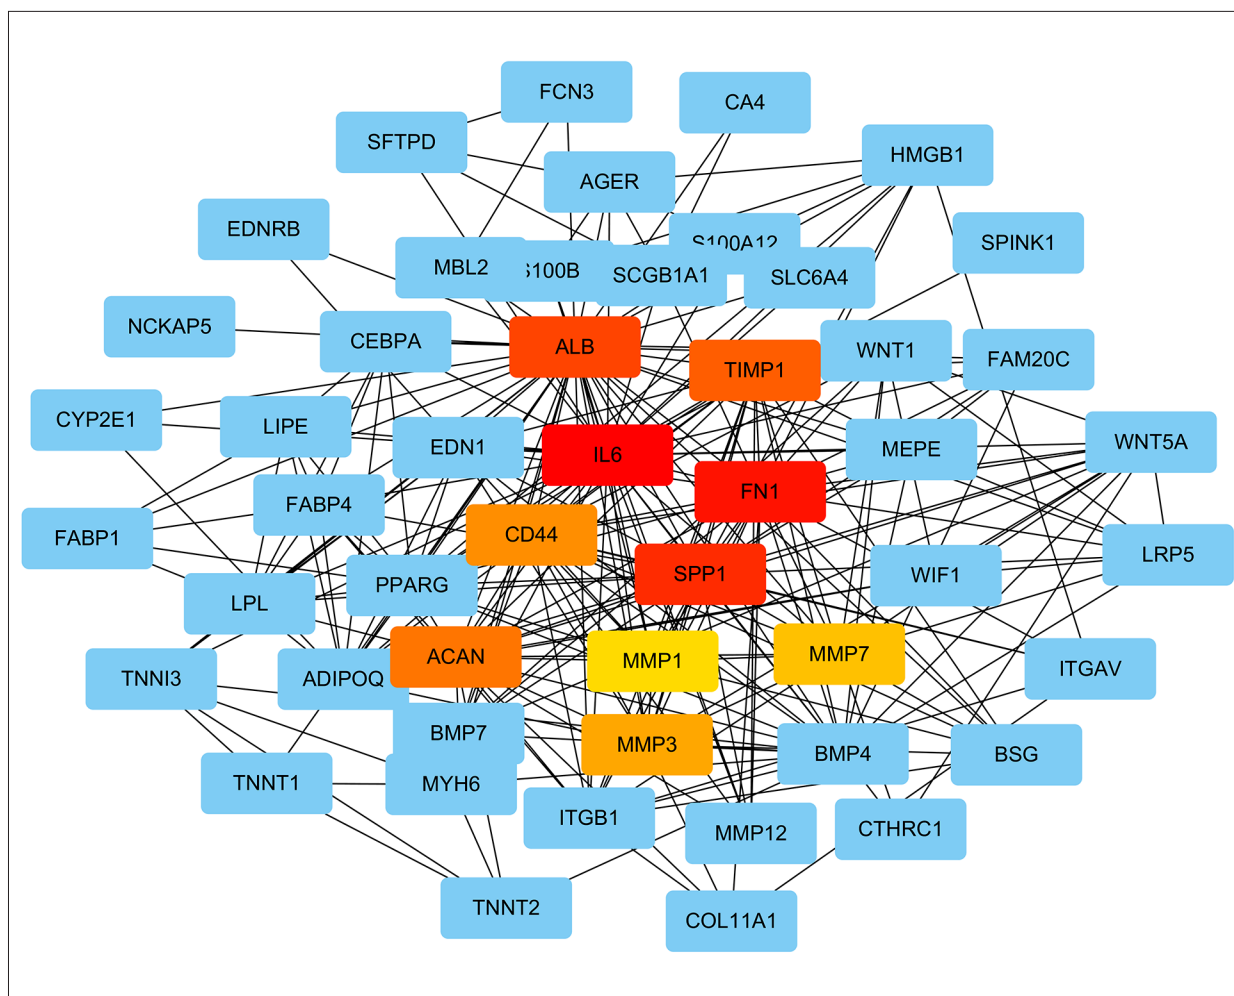 FCN3
CA4
SFTPD
HMGB1
AGER
EDNRB
SPINK1
S100A12
MBL2
S100B
SCGB1A1
SLC6A4
NCKAP5
CEBPA
ALB
WNT1
FAM20C
TIMP1
CYP2E1
LIPE
EDN1
IL6
MEPE
WNT5A
FN1
FABP4
FABP1
CD44
LRP5
SPP1
WIF1
PPARG
LPL
ACAN
MMP1
MMP7
ITGAV
TNNI3
ADIPOQ
BMP7
MMP3
BMP4
BSG
TNNT1
MYH6
ITGB1
MMP12
CTHRC1
TNNT2
COL11A1